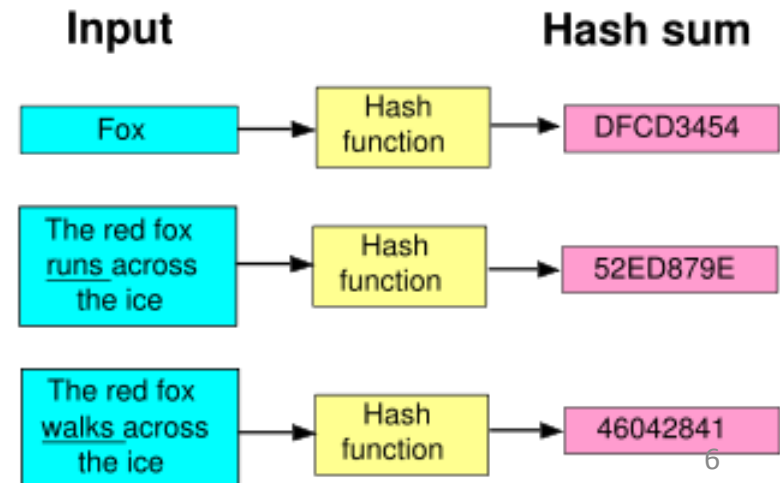 Input
Hash sum
Fox
Hash
function
DFCD3454
The red fox
runs across
the ice
Hash
function
52ED879E
The red fox
walks across
the ice
Hash
function
46042841
6